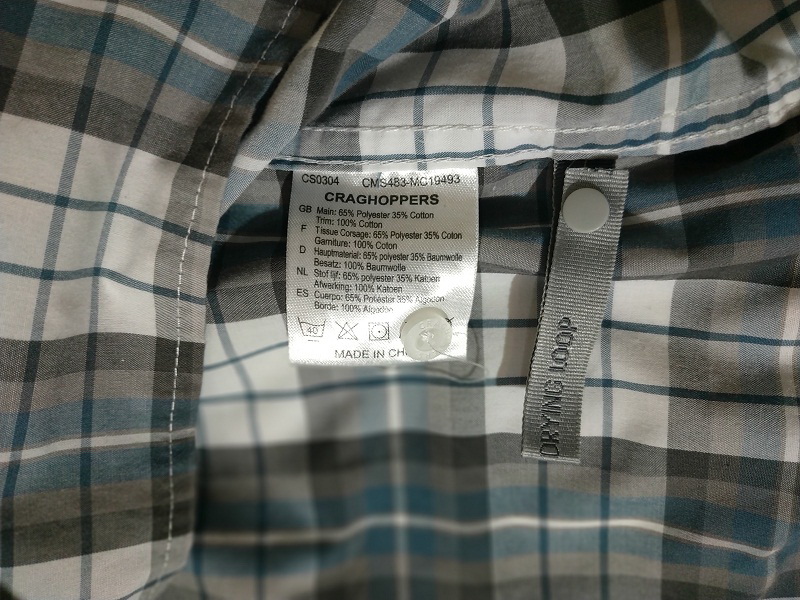 CS0304 CMS483-MC19493
CRAGHOPPERS
GB Main: 65% Polyester 35% Cotton
Trim: 100% Cotton
F Tissue Corsage: 65% Polyester 35% Coton
Garniture: 100% Coton
D Hauptmaterial: 65% polyester 35% Baumwolle
Besatz: 100% Baumwolle
NL Stof lijf: 65% polyester 35% Katoen
Afwerking: 100% Katoen
ES Cuerpo: 65% Poliéster 35% Algodon
Borde: 100% Algodon
40
MADE IN CH
DRYING LOOP